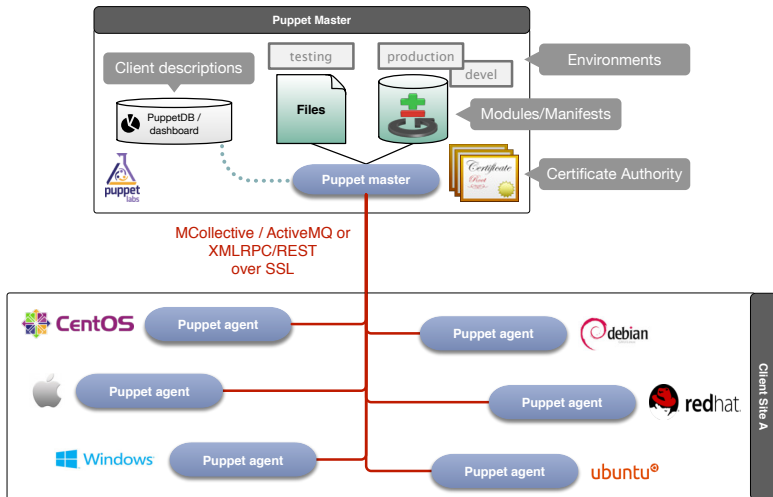 Puppet Master
testing
production
devel
Environments
Client descriptions
PuppetDB /
dashboard
Files
Modules/Manifests
puppet
labs
Puppet master
Certificate
Root
Certificate Authority
MCollective / ActiveMQ or
XMLRPC/REST
over SSL
CentOS
Puppet agent
Puppet agent
debian
Puppet agent
Puppet agent
redhat.
Windows
Puppet agent
Puppet agent
ubuntu
Client Site A